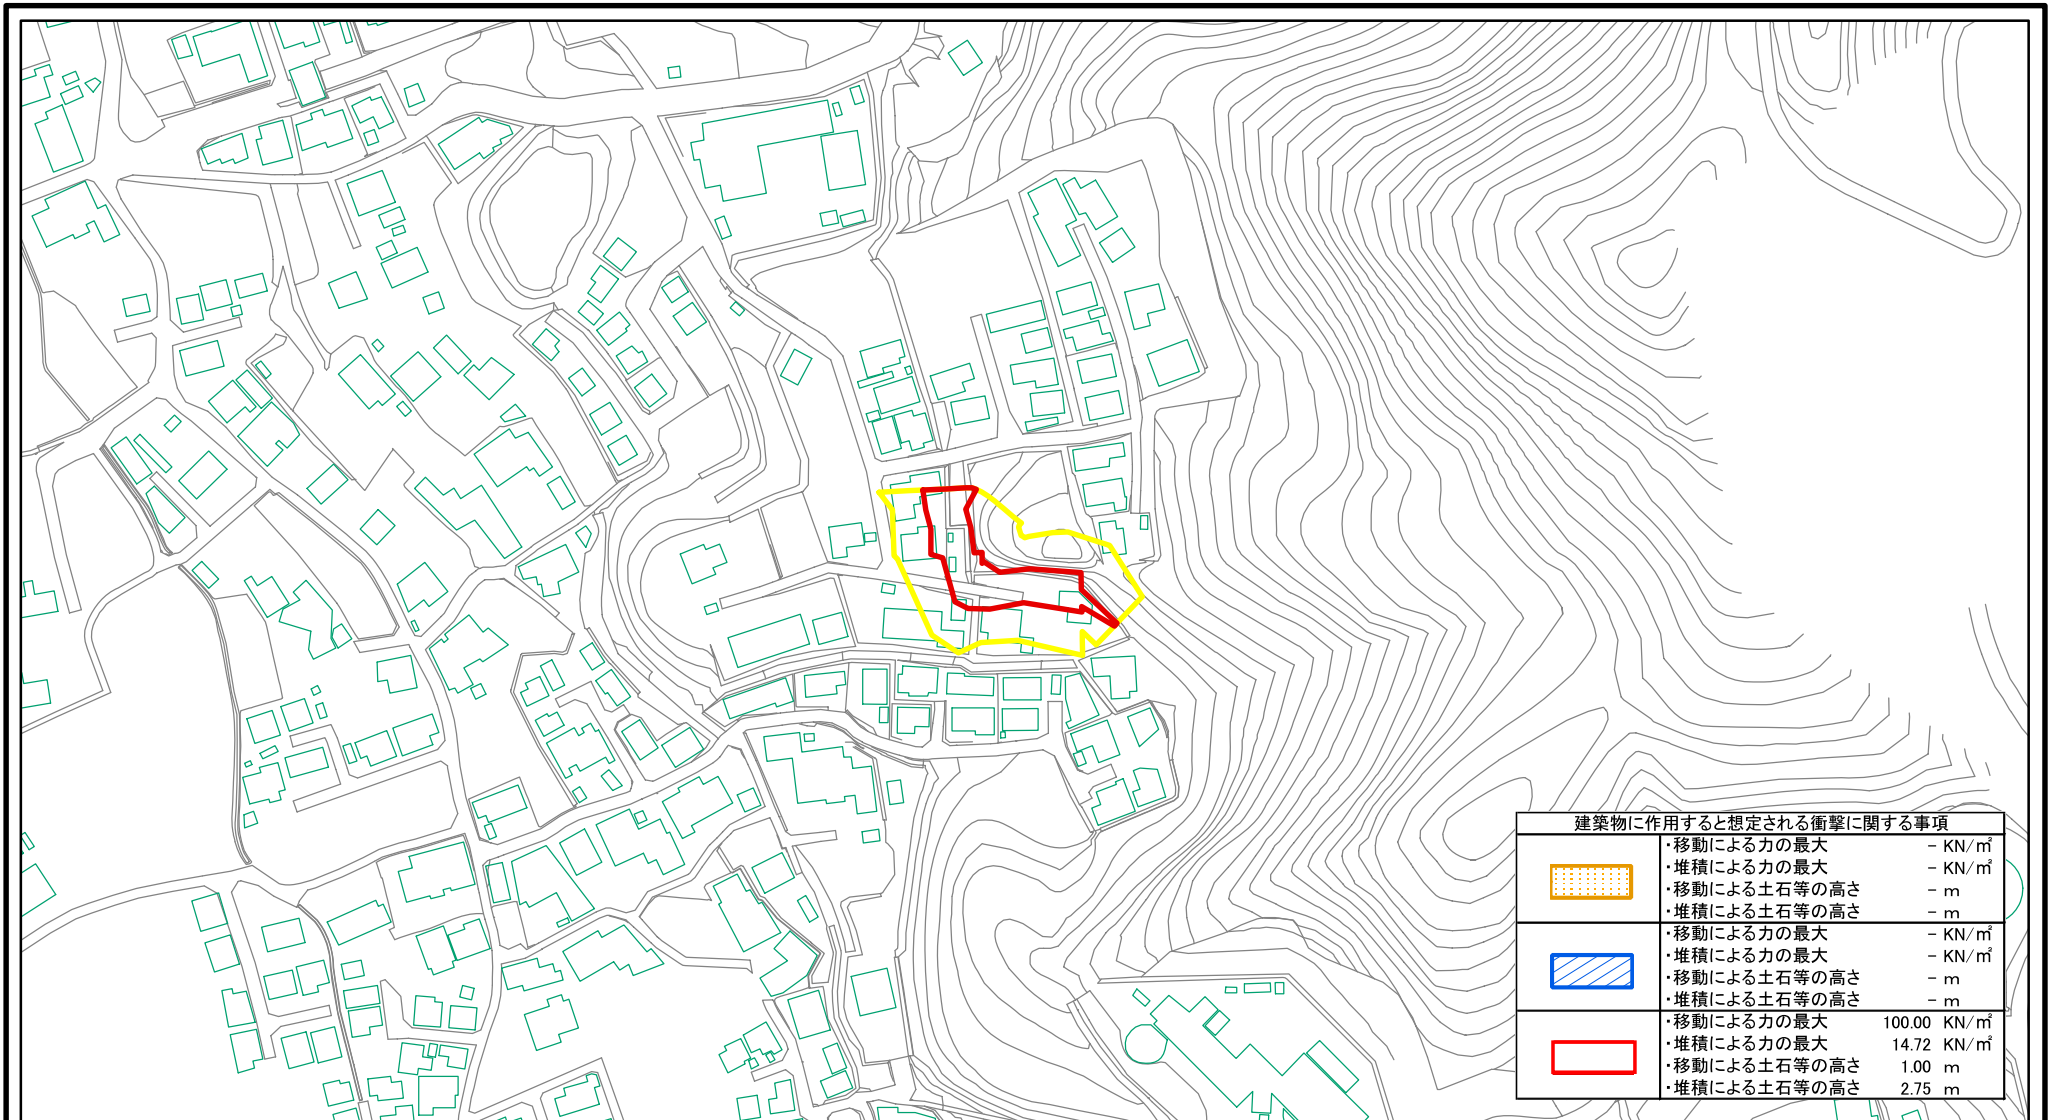 建築物に作用すると想定される衝撃に関する事項
・移動による力の最大 － KN/㎡
・堆積による力の最大 － KN/㎡
・移動による土石等の高さ － m
・堆積による土石等の高さ － m
・移動による力の最大 － KN/㎡
・堆積による力の最大 － KN/㎡
・移動による土石等の高さ － m
・堆積による土石等の高さ － m
・移動による力の最大 100.00 KN/㎡
・堆積による力の最大 14.72 KN/㎡
・移動による土石等の高さ 1.00 m
・堆積による土石等の高さ 2.75 m